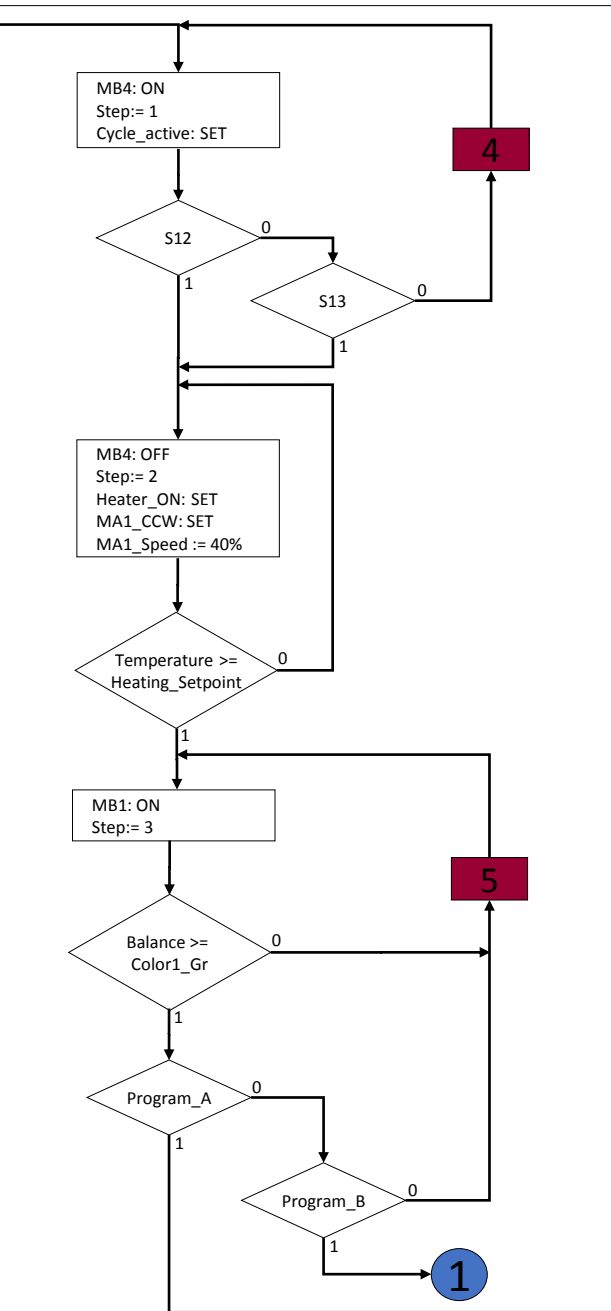 MB4: ON
Step:= 1
Cycle_active: SET
4
S12
0
1
S13
0
1
MB4: OFF
Step:= 2
Heater_ON: SET
MA1_CCW: SET
MA1_Speed := 40%
Temperature >=
Heating_Setpoint
0
1
MB1: ON
Step:= 3
5
Balance >=
Color1_Gr
0
1
Program_A
0
1
Program_B
0
1
1